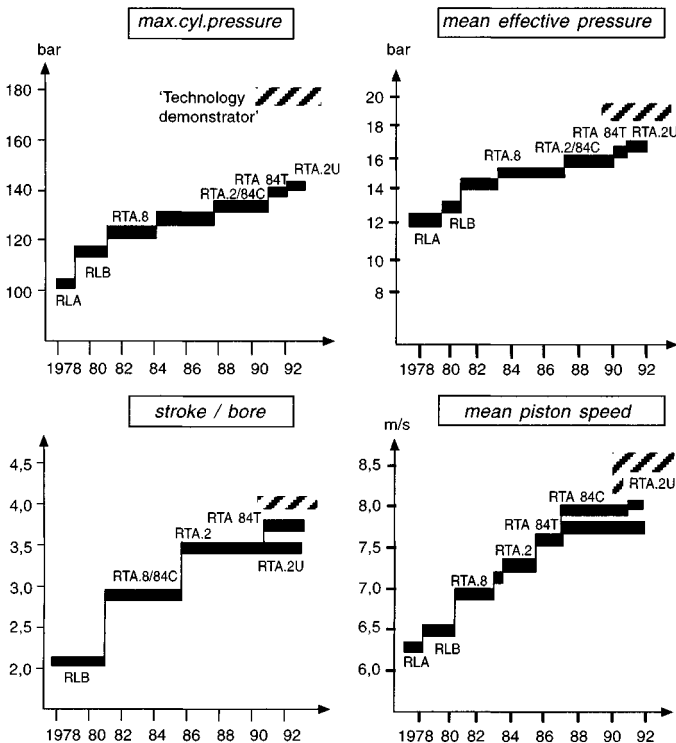 max.cyl.pressure
bar
180
160
140
120
100
'Technology
demonstrator'
RTA.2U
RTA 84T
RTA.2/84C
RTA.8
RLB
RLA
1978 80 82 84 86 88 90 92
mean effective pressure
bar
20
18
16
14
12
10
8
RTA 84T RTA.2U
RTA.2/84C
RTA.8
RLB
RLA
1978 80 82 84 86 88 90 92
stroke / bore
4,5
4,0
3,5
3,0
2,5
2,0
RTA 84T
RTA.2
RTA.2U
RTA.8/84C
RLB
1978 80 82 84 86 88 90 92
mean piston speed
m/s
8,5
8,0
7,0
6,5
6,0
RTA.2U
RTA 84C
RTA 84T
RTA.2
RTA.8
RLB
RLA
1978 80 82 84 86 88 90 92